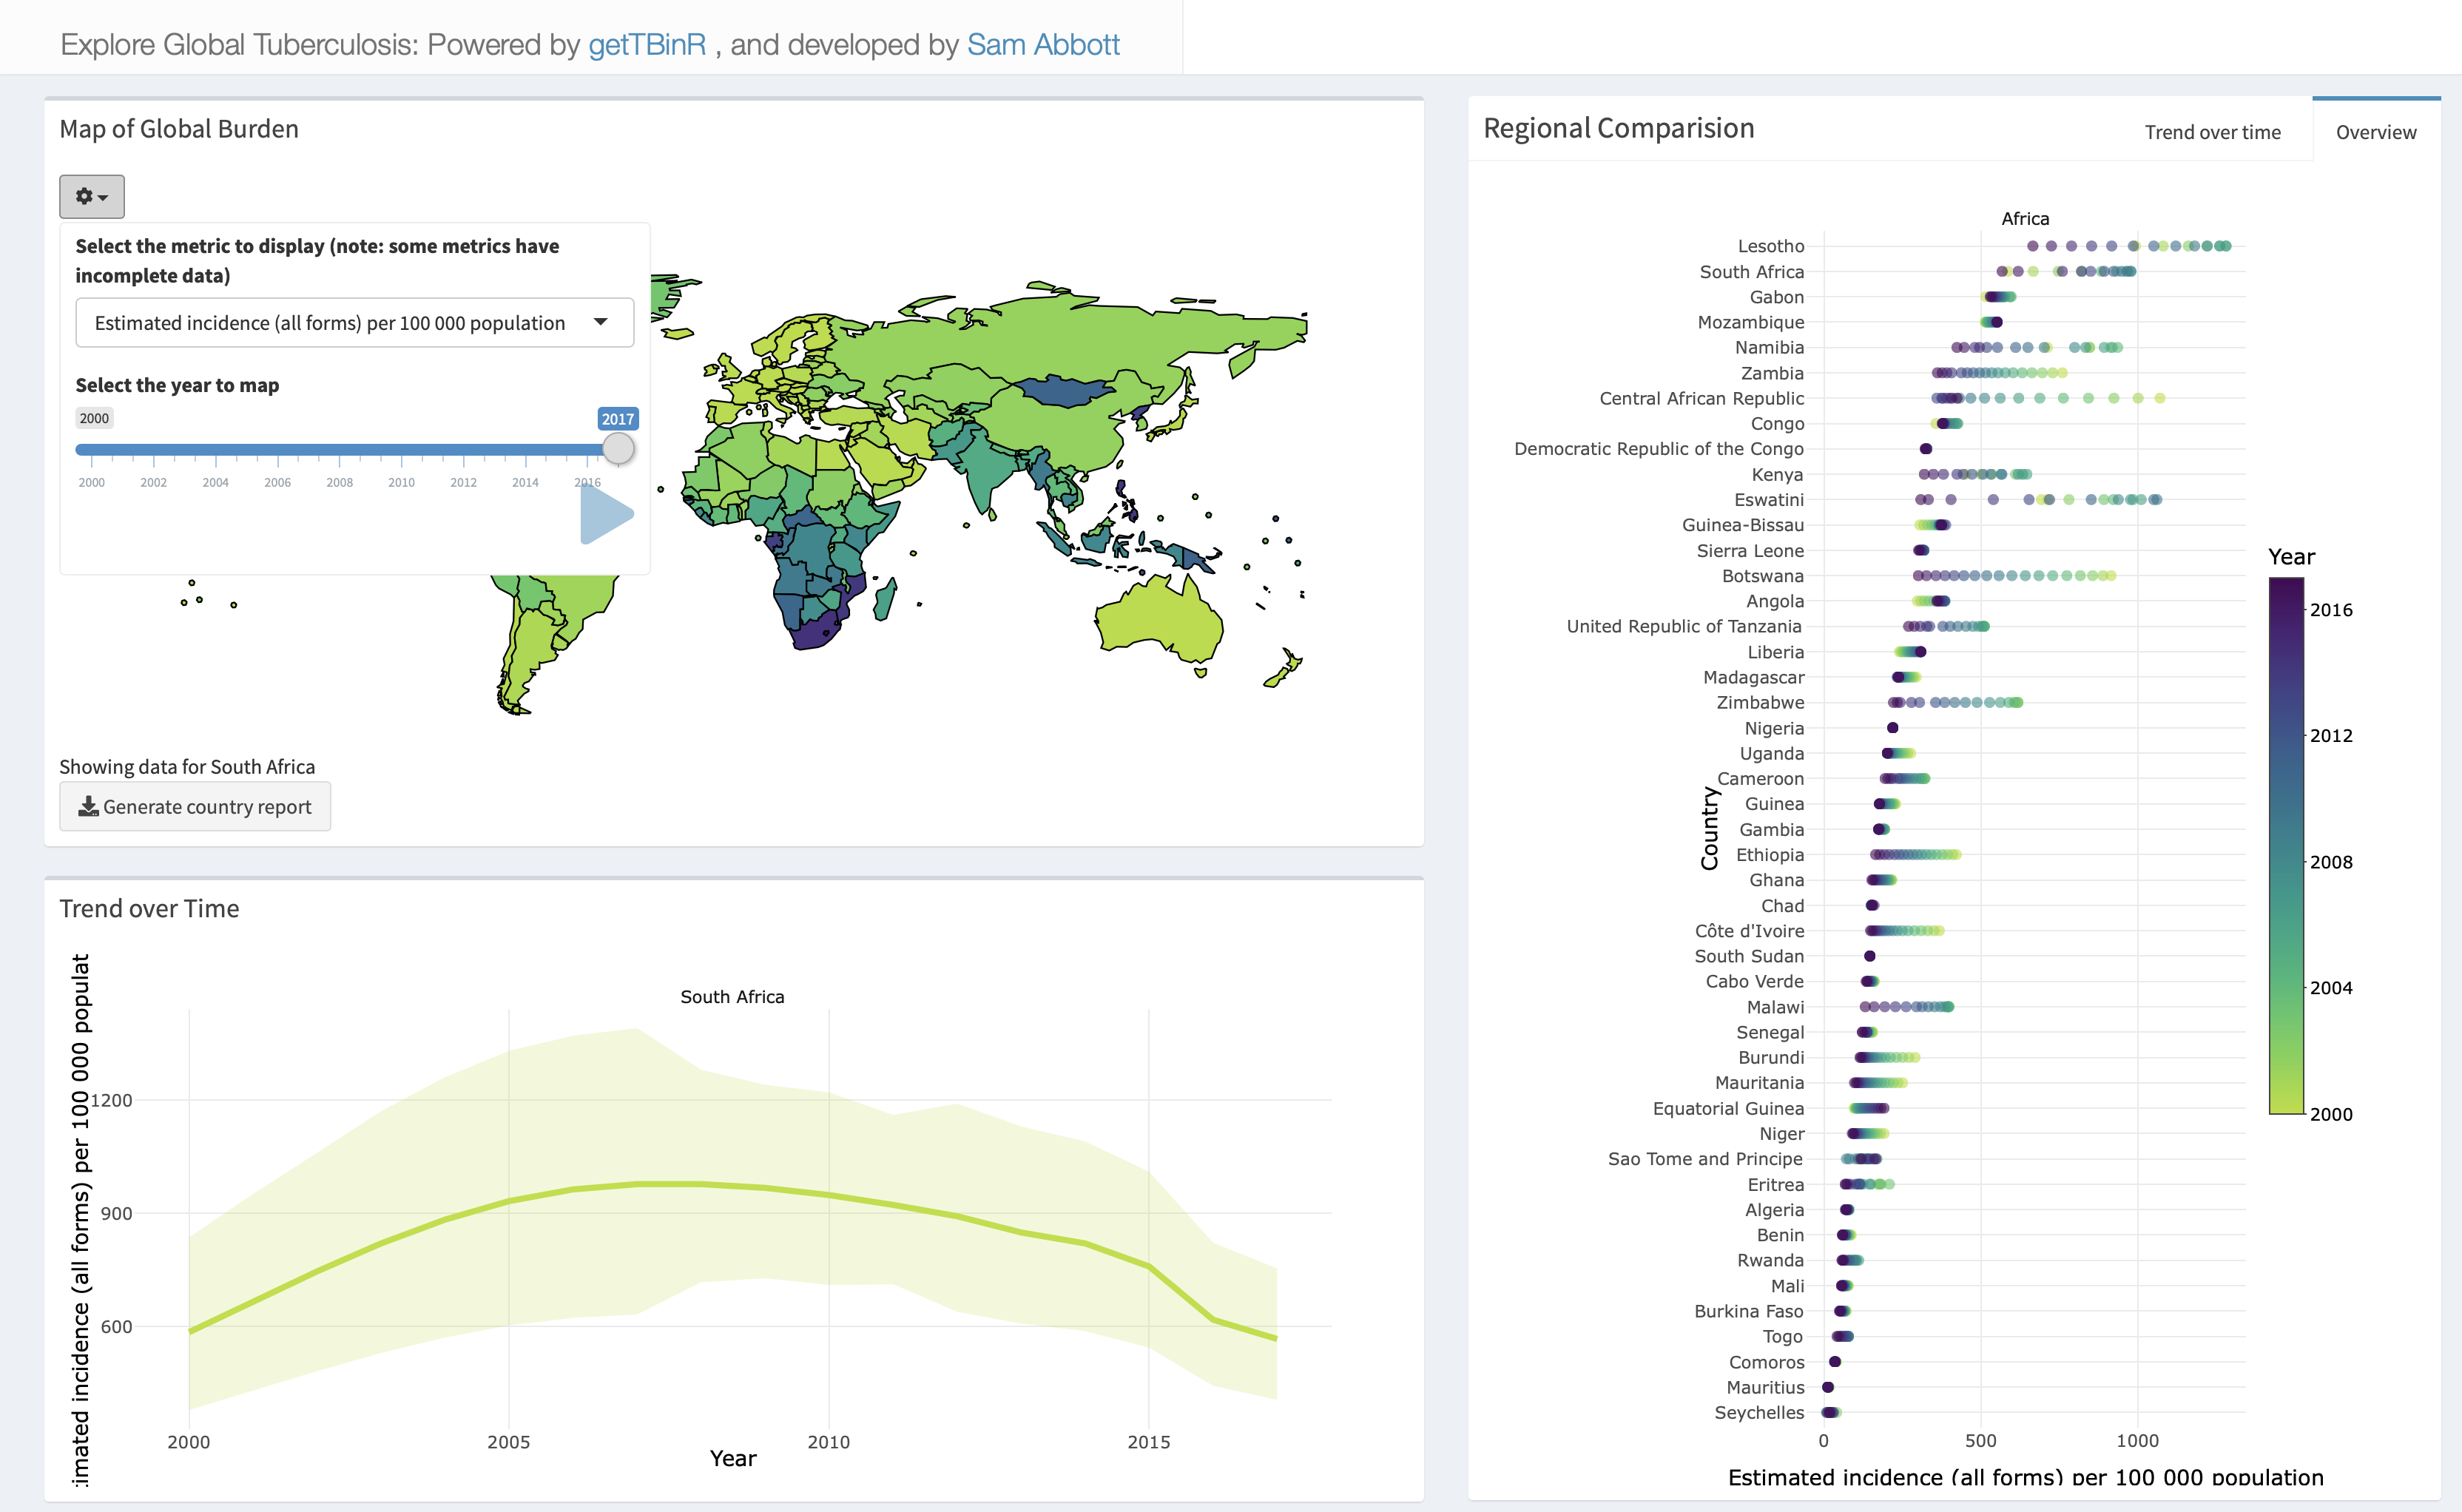 Explore Global Tuberculosis: Powered by getTBinR , and developed by Sam Abbott
Map of Global Burden
Select the metric to display (note: some metrics have
incomplete data)
Estimated incidence (all forms) per 100 000 population
Select the year to map
2000
2017
2000 2002 2004 2006 2008 2010 2012 2014 2016
Showing data for South Africa
Generate country report
Trend over Time
South Africa
:imated incidence (all forms) per 100 000 populat
1200
900
600
2000 2005 2010 2015
Year
Regional Comparision
Trend over time
Overview
Africa
Country
Lesotho
South Africa
Gabon
Mozambique
Namibia
Zambia
Central African Republic
Congo
Democratic Republic of the Congo
Kenya
Eswatini
Guinea-Bissau
Sierra Leone
Botswana
Angola
United Republic of Tanzania
Liberia
Madagascar
Zimbabwe
Nigeria
Uganda
Cameroon
Guinea
Gambia
Ethiopia
Ghana
Chad
Côte d'Ivoire
South Sudan
Cabo Verde
Malawi
Senegal
Burundi
Mauritania
Equatorial Guinea
Niger
Sao Tome and Principe
Eritrea
Algeria
Benin
Rwanda
Mali
Burkina Faso
Togo
Comoros
Mauritius
Seychelles
0 500 1000
Estimated incidence (all forms) per 100 000 population
Year
2016
2012
2008
2004
2000